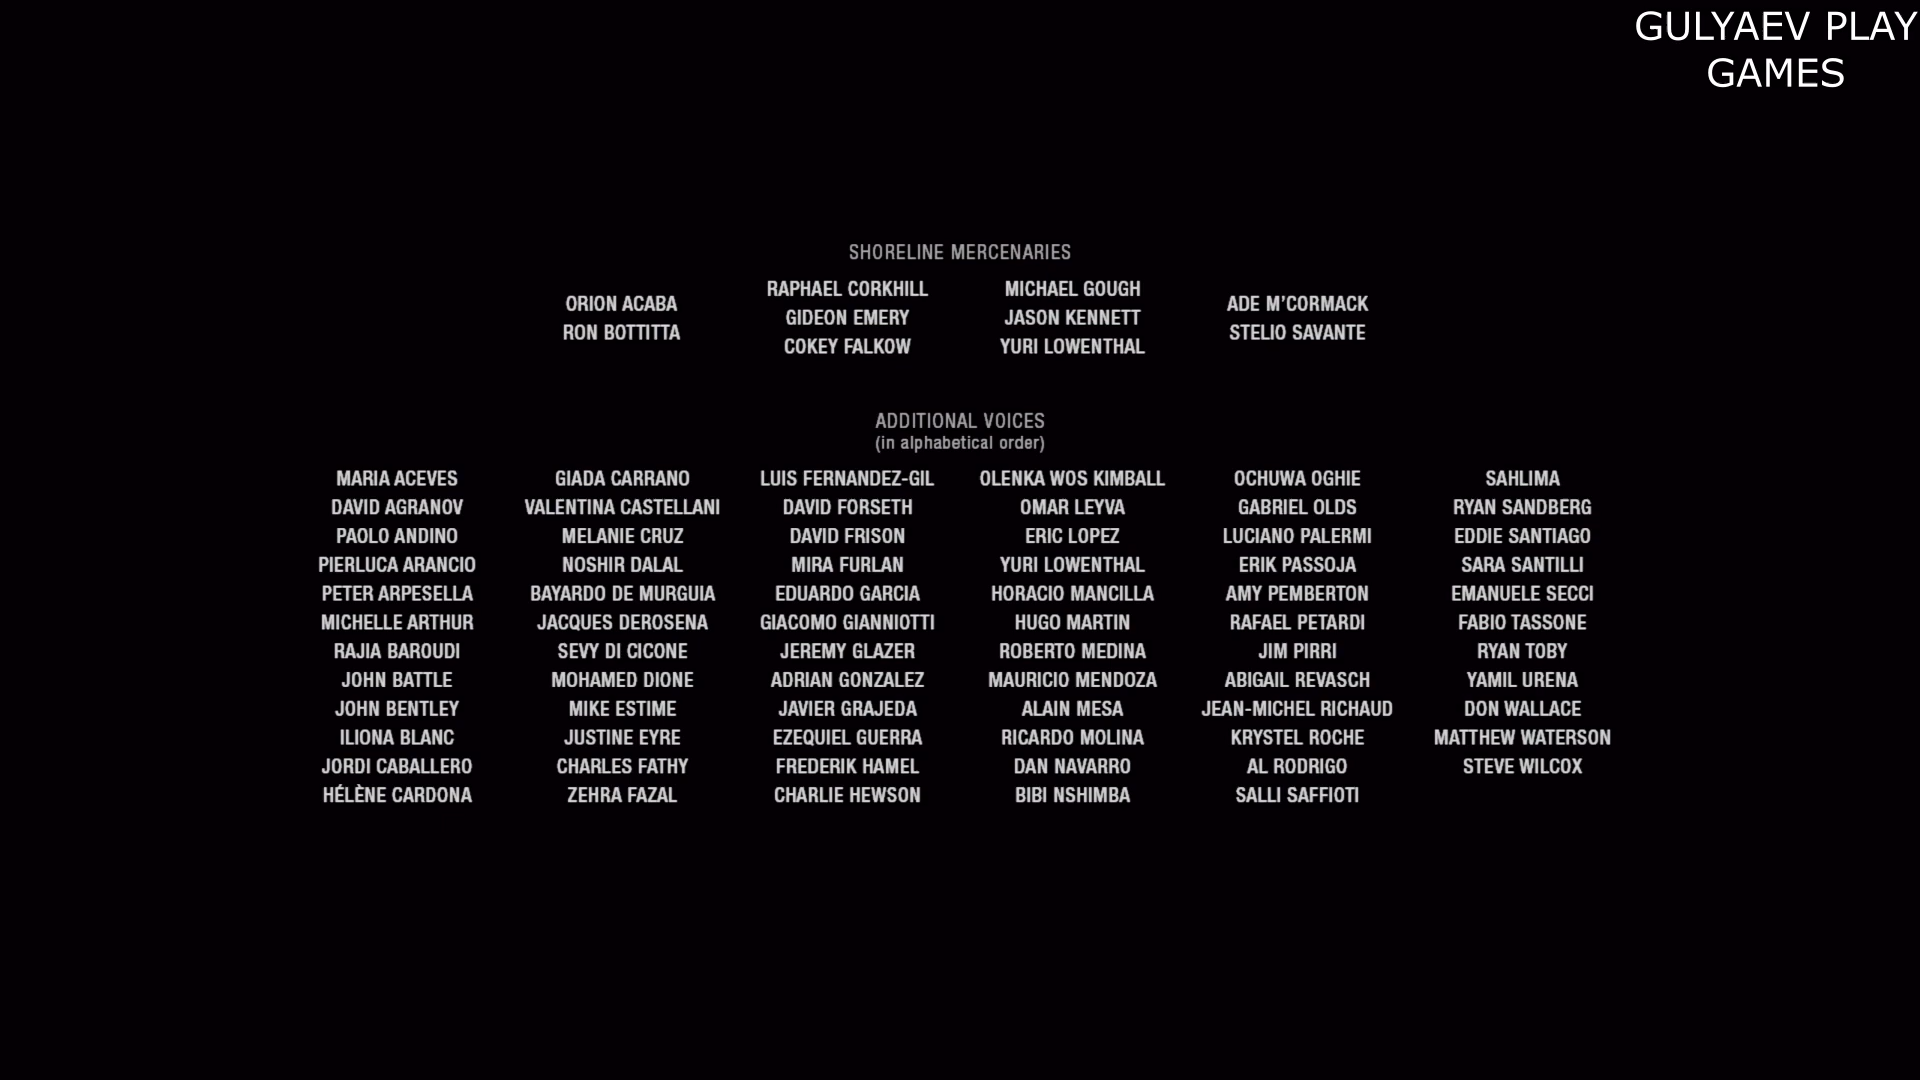 GULYAEV PLAY
GAMES
SHORELINE MERCENARIES
ORION ACABA
RON BOTTITTA
RAPHAEL CORKHILL
GIDEON EMERY
COKEY FALKOW
MICHAEL GOUGH
JASON KENNETT
YURI LOWENTHAL
ADE M’CORMACK
STELIO SAVANTE
ADDITIONAL VOICES
(in alphabetical order)
MARIA ACEVES
DAVID AGRANOV
PAOLO ANDINO
PIERLUCA ARANCIO
PETER ARPESELLA
MICHELLE ARTHUR
RAJIA BAROUDI
JOHN BATTLE
JOHN BENTLEY
ILIONA BLANC
JORDI CABALLERO
HÉLÈNE CARDONA
GIADA CARRANO
VALENTINA CASTELLANI
MELANIE CRUZ
NOSHIR DALAL
BAYARDO DE MURGUIA
JACQUES DEROSENA
SEVY DI CICONE
MOHAMED DIONE
MIKE ESTIME
JUSTINE EYRE
CHARLES FATHY
ZEHRA FAZAL
LUIS FERNANDEZ-GIL
DAVID FORSETH
DAVID FRISON
MIRA FURLAN
EDUARDO GARCIA
GIACOMO GIANNIOTTI
JEREMY GLAZER
ADRIAN GONZALEZ
JAVIER GRAJEDA
EZEQUIEL GUERRA
FREDERIK HAMEL
CHARLIE HEWSON
OLENKA WOS KIMBALL
OMAR LEYVA
ERIC LOPEZ
YURI LOWENTHAL
HORACIO MANCILLA
HUGO MARTIN
ROBERTO MEDINA
MAURICIO MENDOZA
ALAIN MESA
RICARDO MOLINA
DAN NAVARRO
BIBI NSHIMBA
OCHUWA OGHIE
GABRIEL OLDS
LUCIANO PALERMI
ERIK PASSOJA
AMY PEMBERTON
RAFAEL PETARDI
JIM PIRRI
ABIGAIL REVASCH
JEAN-MICHEL RICHAUD
KRYSTEL ROCHE
AL RODRIGO
SALLI SAFFIOTI
SAHLIMA
RYAN SANDBERG
EDDIE SANTIAGO
SARA SANTILLI
EMANUELE SECCI
FABIO TASSONE
RYAN TOBY
YAMIL URENA
DON WALLACE
MATTHEW WATERSON
STEVE WILCOX